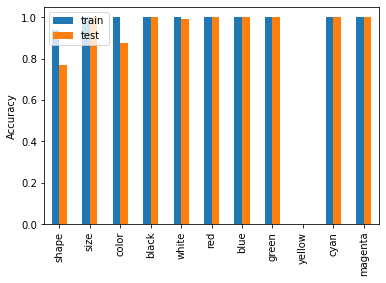 train
test
Accuracy
1.0
0.8
0.6
0.4
0.2
0.0
shape
size
color
black
white
red
blue
green
yellow
cyan
magenta